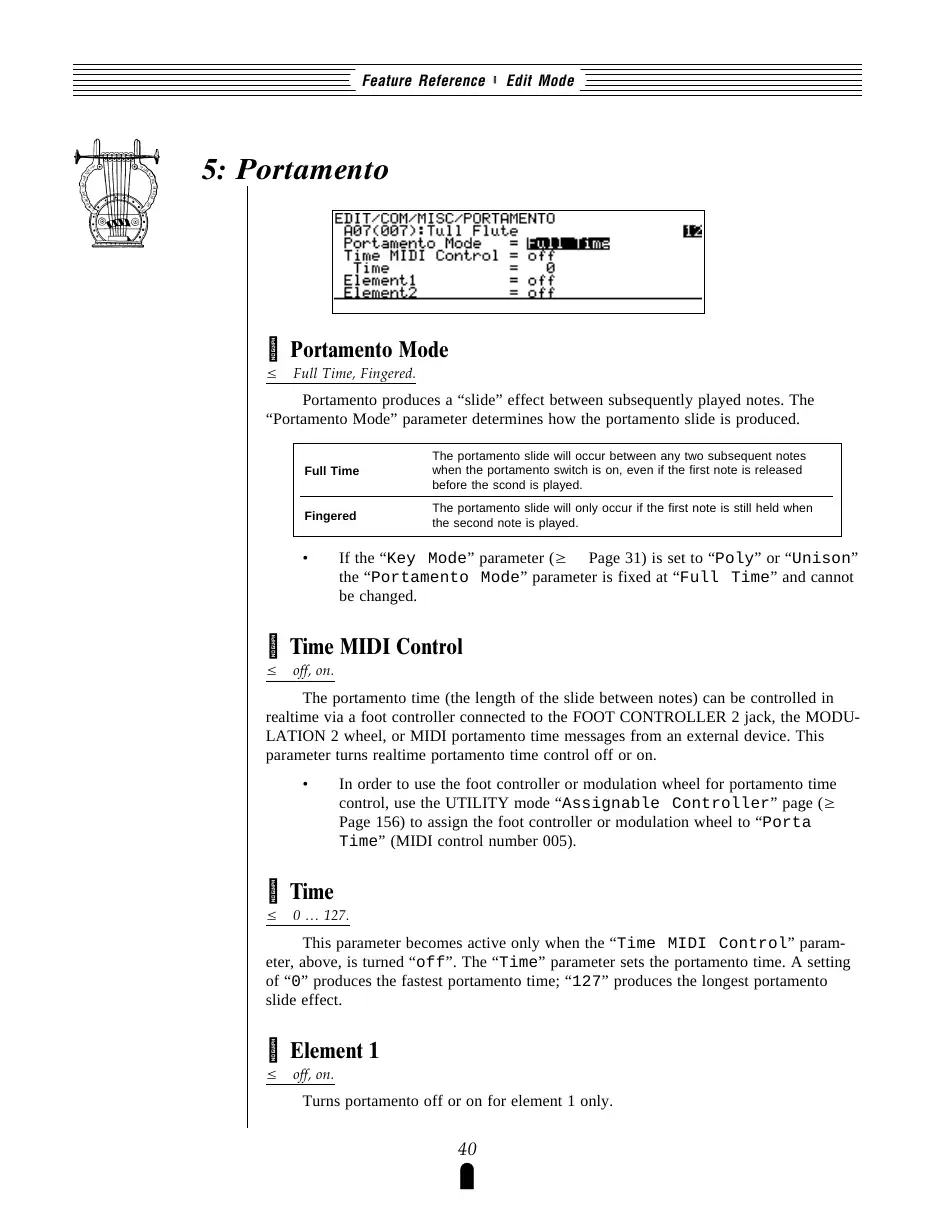 Feature Reference Edit Mode
5: Portamento
EDIT/COM/MISC/PORTAMENTO
A07(007):Tull Flute 12
Portamento Mode = Full Time
Time MIDI Control = off
Time = 0
Element1 = off
Element2 = off
NO GRAPH Portamento Mode
≤ Full Time, Fingered.
Portamento produces a “slide” effect between subsequently played notes. The
“Portamento Mode” parameter determines how the portamento slide is produced.
Full Time
The portamento slide will occur between any two subsequent notes
when the portamento switch is on, even if the first note is released
before the scond is played.
Fingered
The portamento slide will only occur if the first note is still held when
the second note is played.
• If the “Key Mode” parameter (≥ Page 31) is set to “Poly” or “Unison”
the “Portamento Mode” parameter is fixed at “Full Time” and cannot
be changed.
NO GRAPH Time MIDI Control
≤ off, on.
The portamento time (the length of the slide between notes) can be controlled in
realtime via a foot controller connected to the FOOT CONTROLLER 2 jack, the MODU-
LATION 2 wheel, or MIDI portamento time messages from an external device. This
parameter turns realtime portamento time control off or on.
• In order to use the foot controller or modulation wheel for portamento time
control, use the UTILITY mode “Assignable Controller” page (≥
Page 156) to assign the foot controller or modulation wheel to “Porta
Time” (MIDI control number 005).
NO GRAPH Time
≤ 0 … 127.
This parameter becomes active only when the “Time MIDI Control” param-
eter, above, is turned “off”. The “Time” parameter sets the portamento time. A setting
of “0” produces the fastest portamento time; “127” produces the longest portamento
slide effect.
NO GRAPH Element 1
≤ off, on.
Turns portamento off or on for element 1 only.
40